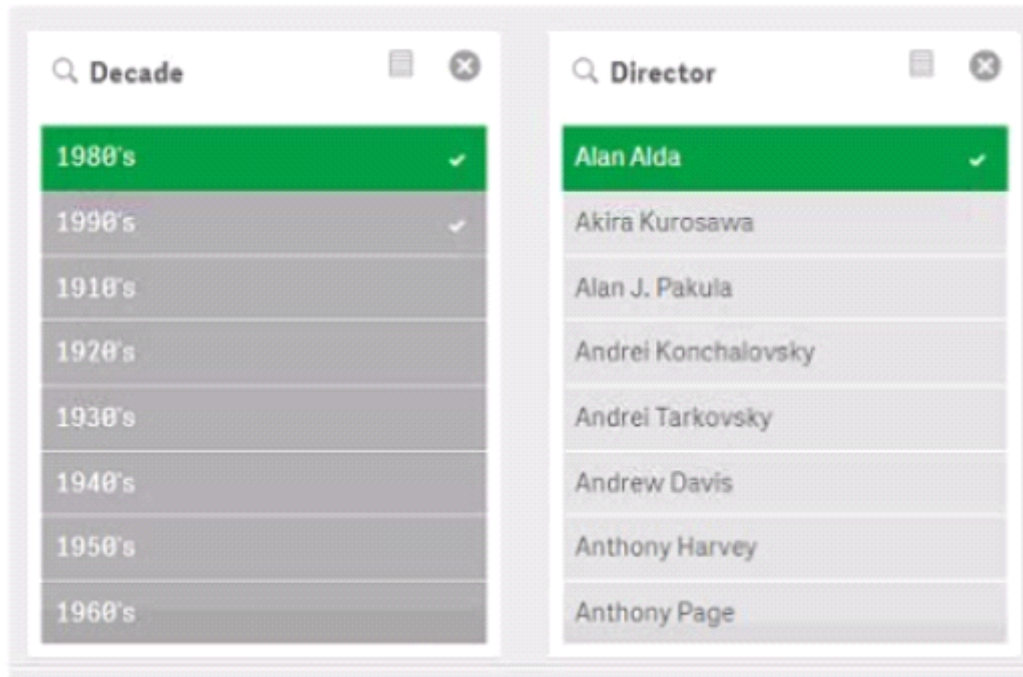 Decade
1980's
1990's
1910's
1920's
1930's
1940's
1950's
1960's
Director
Alan Alda
Akira Kurosawa
Alan J. Pakula
Andrei Konchalovsky
Andrei Tarkovsky
Andrew Davis
Anthony Harvey
Anthony Page